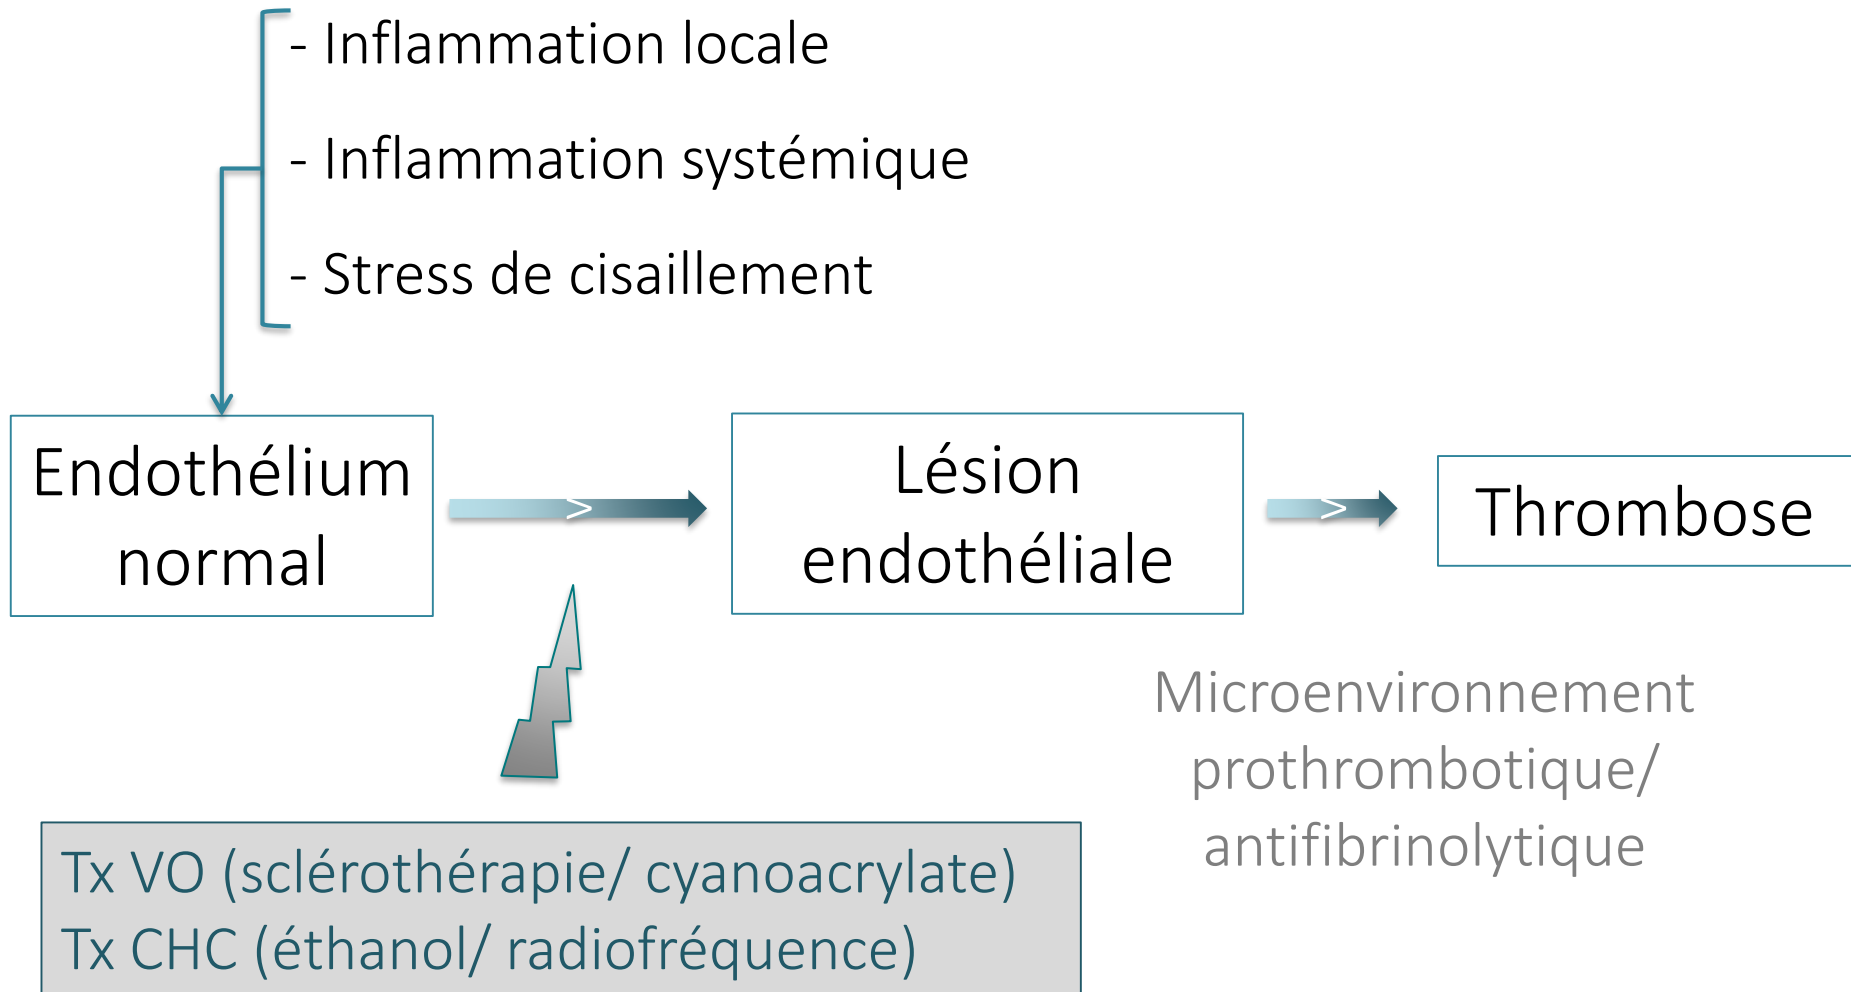 - Inflammation locale
- Inflammation systémique
- Stress de cisaillement
Endothélium
normal
>
Lésion
endothéliale
>
Thrombose
Microenvironnement
prothrombotique/
antifibrinolytique
Tx VO (sclérothérapie/ cyanoacrylate)
Tx CHC (éthanol/ radiofréquence)